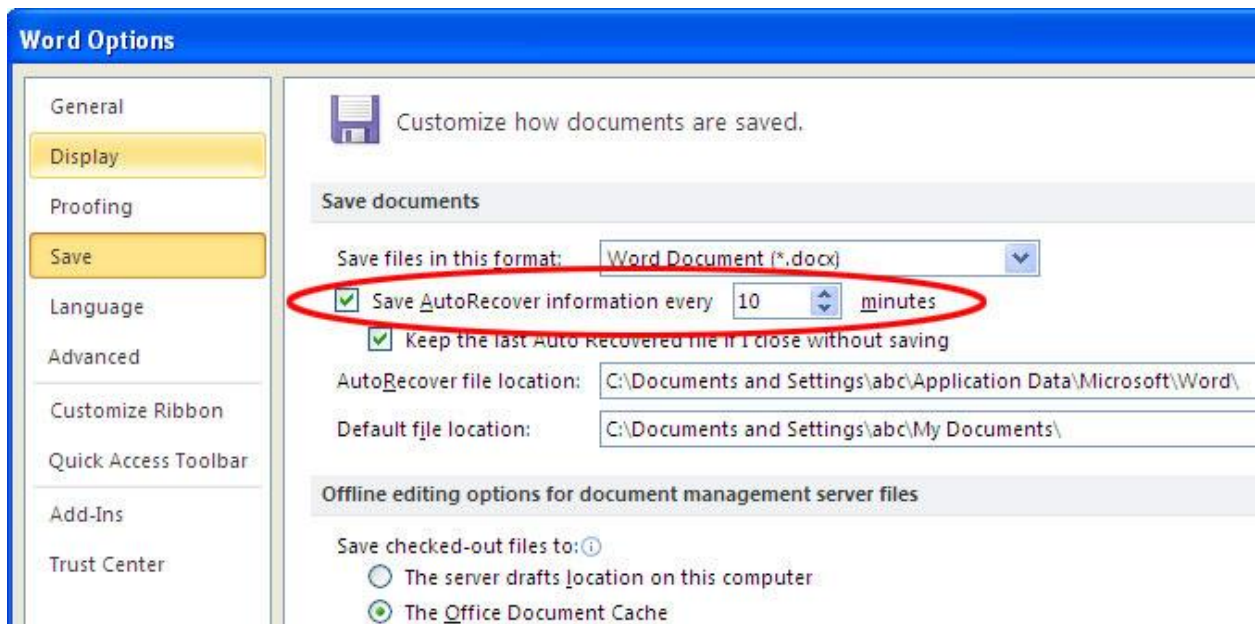 Word Options
General
Display
Proofing
Save
Language
Advanced
Customize Ribbon
Quick Access Toolbar
Add-Ins
Trust Center
Customize how documents are saved.
Save documents
Save files in this format: Word Document (*.docx)
Save AutoRecover information every 10 minutes
Keep the last Auto Recovered file if I close without saving
AutoRecover file location: C:\Documents and Settings\abc\Application Data\Microsoft\Word\
Default file location: C:\Documents and Settings\abc\My Documents\
Offline editing options for document management server files
Save checked-out files to:
The server drafts location on this computer
The Office Document Cache